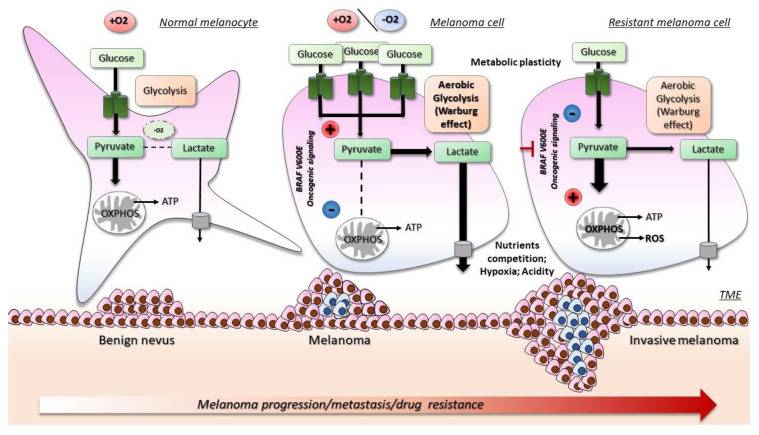 +O2
Normal melanocyte
Glucose
Glycolysis
-O2
Pyruvate
Lactate
OXPHOS
ATP
+O2
-O2
Melanoma cell
Glucose
Glucose
Glucose
Aerobic
Glycolysis
(Warburg
effect)
+
BRAF V600E
Oncogenic signaling
Pyruvate
Lactate
-
OXPHOS
ATP
Metabolic plasticity
Nutrients
competition;
Hypoxia; Acidity
Resistant melanoma cell
Glucose
Aerobic
Glycolysis
(Warburg
effect)
-
BRAF V600E
Oncogenic signaling
Pyruvate
Lactate
+
OXPHOS
ATP
ROS
TME
Benign nevus
Melanoma
Invasive melanoma
Melanoma progression/metastasis/drug resistance